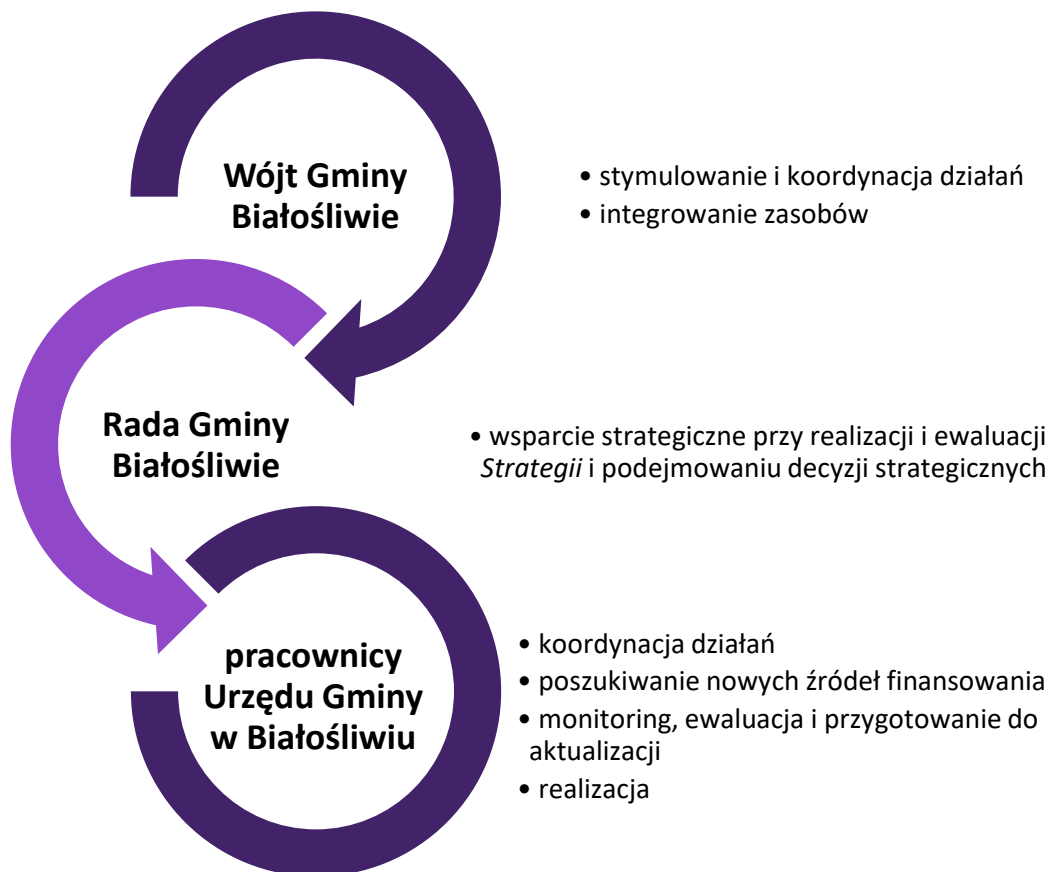 Wójt Gminy
Białośliwie
• stymulowanie i koordynacja działań
• integrowanie zasobów
Rada Gminy
Białośliwie
• wsparcie strategiczne przy realizacji i ewaluacji
Strategii i podejmowaniu decyzji strategicznych
pracownicy
Urzędu Gminy
w Białośliwiu
• koordynacja działań
• poszukiwanie nowych źródeł finansowania
• monitoring, ewaluacja i przygotowanie do
aktualizacji
• realizacja